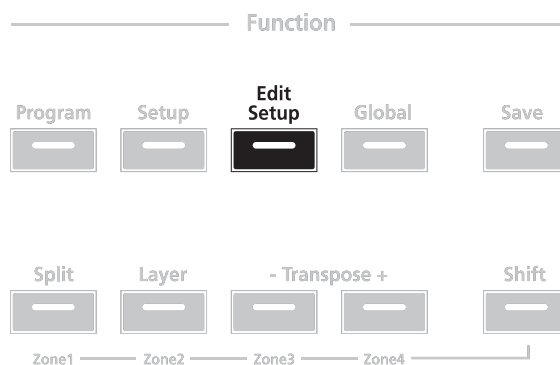 Function
Program Setup Edit Setup Global Save
Split Layer - Transpose + Shift
Zone1 Zone2 Zone3 Zone4